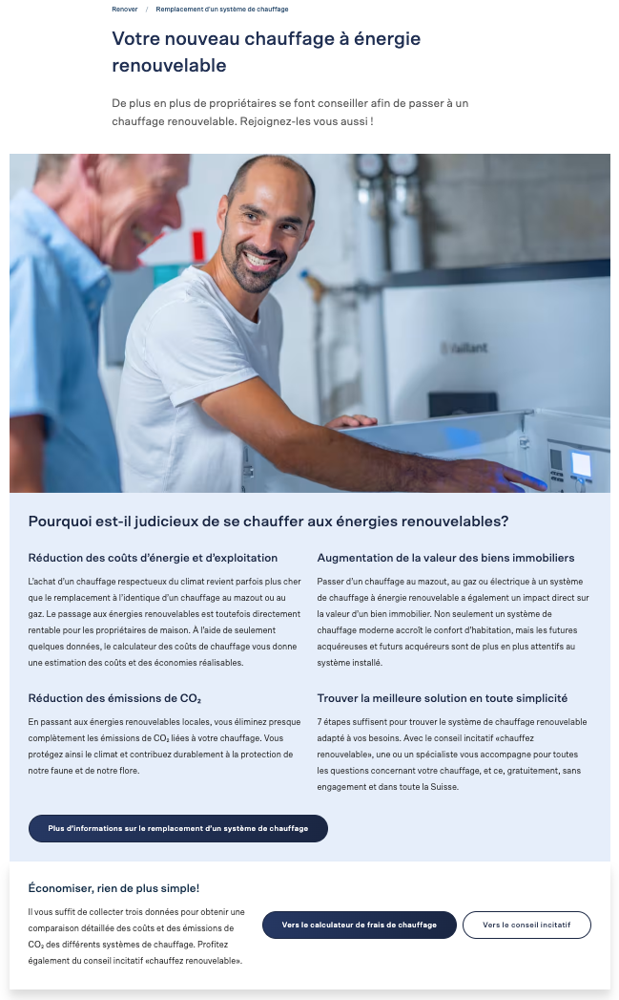 Renover / Remplacement d'un système de chauffage
Votre nouveau chauffage à énergie
renouvelable
De plus en plus de propriétaires se font conseiller afin de passer à un
chauffage renouvelable. Rejoignez-les vous aussi !
Vaillant
Pourquoi est-il judicieux de se chauffer aux énergies renouvelables?
Réduction des coûts d'énergie et d'exploitation
L'achat d'un chauffage respectueux du climat revient parfois plus cher
que le remplacement à l'identique d'un chauffage au mazout ou au
gaz. Le passage aux énergies renouvelables est toutefois directement
rentable pour les propriétaires de maison. À l'aide de seulement
quelques données, le calculateur des coûts de chauffage vous donne
une estimation des coûts et des économies réalisables.
Augmentation de la valeur des biens immobiliers
Passer d'un chauffage au mazout, au gaz ou électrique à un système
de chauffage à énergie renouvelable a également un impact direct sur
la valeur d'un bien immobilier. Non seulement un système de
chauffage moderne accroît le confort d'habitation, mais les futures
acquéreuses et futurs acquéreurs sont de plus en plus attentifs au
système installé.
Réduction des émissions de CO₂
En passant aux énergies renouvelables locales, vous éliminez presque
complètement les émissions de CO₂ liées à votre chauffage. Vous
protégez ainsi le climat et contribuez durablement à la protection de
notre faune et de notre flore.
Trouver la meilleure solution en toute simplicité
7 étapes suffisent pour trouver le système de chauffage renouvelable
adapté à vos besoins. Avec le conseil incitatif «chauffez
renouvelable», une ou un spécialiste vous accompagne pour toutes
les questions concernant votre chauffage, et ce, gratuitement, sans
engagement et dans toute la Suisse.
Plus d'informations sur le remplacement d'un système de chauffage
Économiser, rien de plus simple!
Il vous suffit de collecter trois données pour obtenir une
comparaison détaillée des coûts et des émissions de
CO₂ des différents systèmes de chauffage. Profitez
également du conseil incitatif «chauffez renouvelable».
Vers le calculateur de frais de chauffage
Vers le conseil incitatif